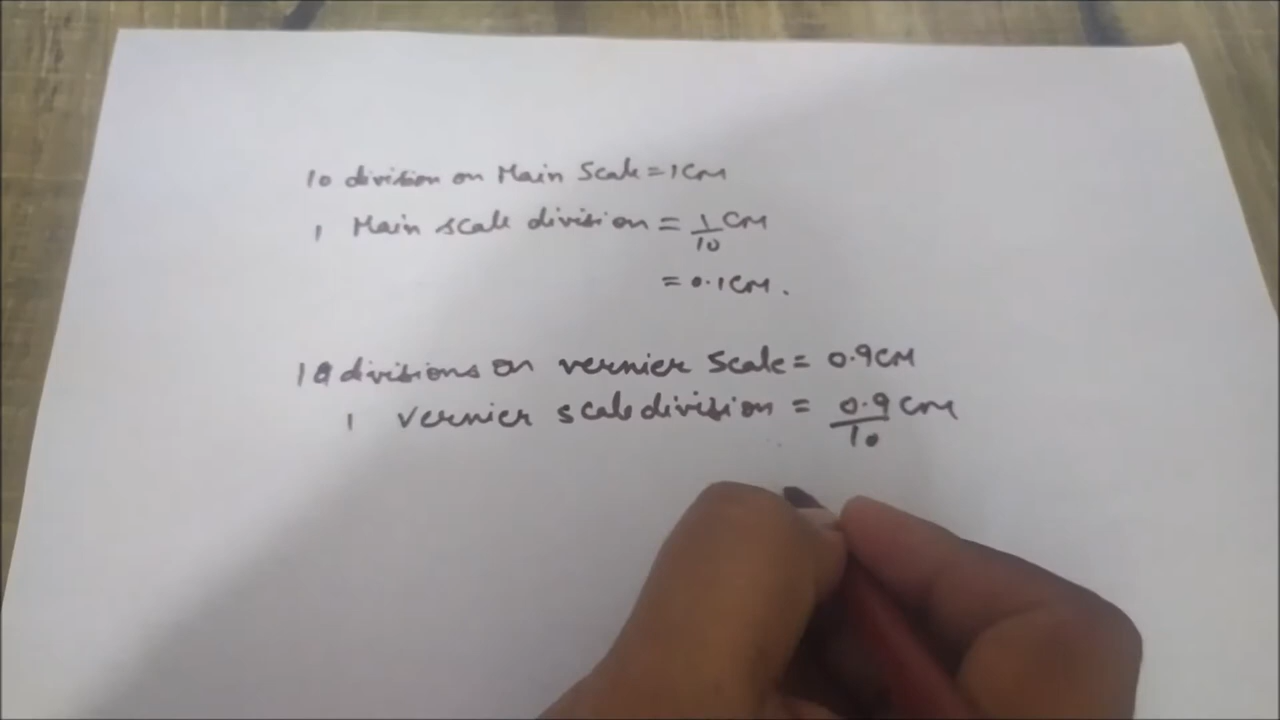 10 division on Main Scale = 1CM
1 Main scale division = 1/10 CM
= 0.1CM.
10 divisions on vernier Scale = 0.9CM
1 vernier scale division = 0.9/10 CM